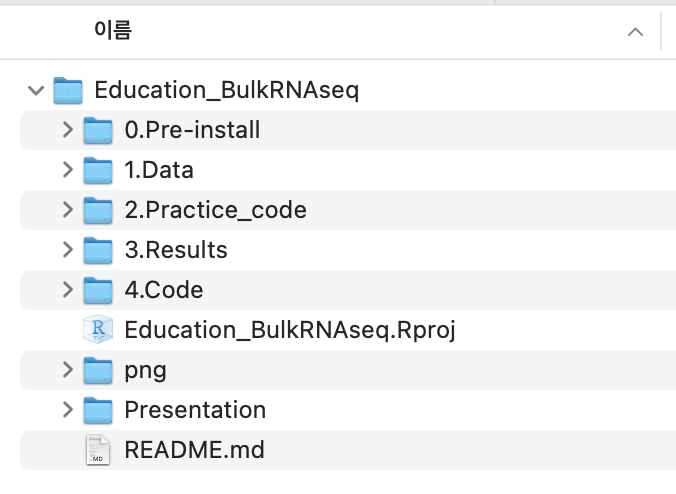 이름
Education_BulkRNAseq
0.Pre-install
1.Data
2.Practice_code
3.Results
4.Code
R
Education_BulkRNAseq.Rproj
png
Presentation
MD
README.md